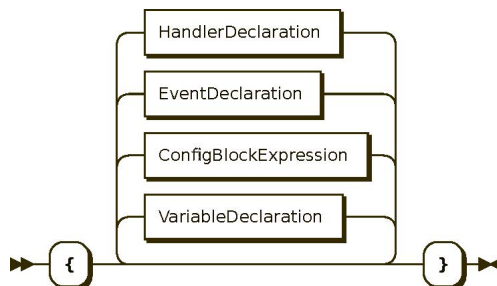 HandlerDeclaration
EventDeclaration
ConfigBlockExpression
VariableDeclaration
{ }